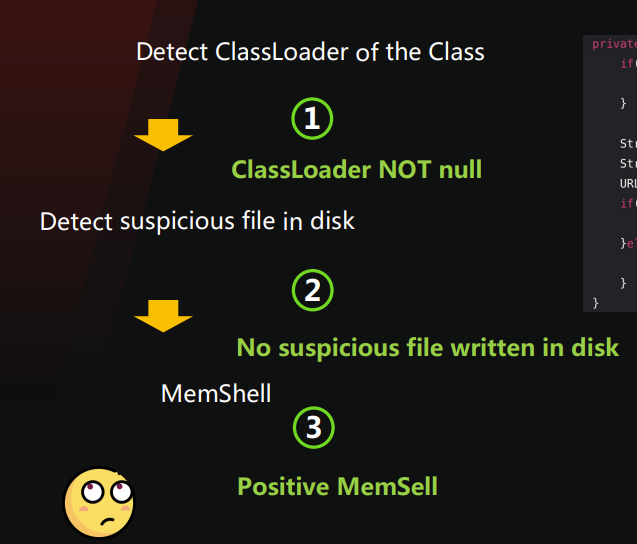 Detect ClassLoader of the Class
1
ClassLoader NOT null
Detect suspicious file in disk
2
No suspicious file written in disk
MemShell
3
Positive MemSell
private
if(
}
Str
Str
URL
if(
}el
}
}